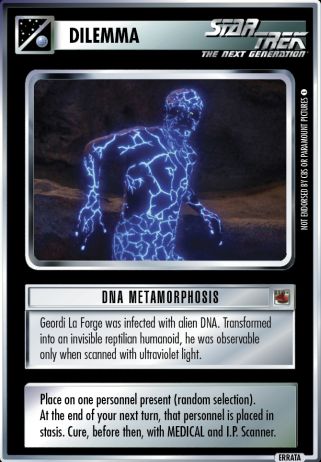 DILEMMA
STAR TREK
THE NEXT GENERATION®
NOT ENDORSED BY CBS OR PARAMOUNT PICTURES
DNA METAMORPHOSIS
Geordi La Forge was infected with alien DNA. Transformed
into an invisible reptilian humanoid, he was observable
only when scanned with ultraviolet light.
Place on one personnel present (random selection).
At the end of your next turn, that personnel is placed in
stasis. Cure, before then, with MEDICAL and I.P. Scanner.
ERRATA